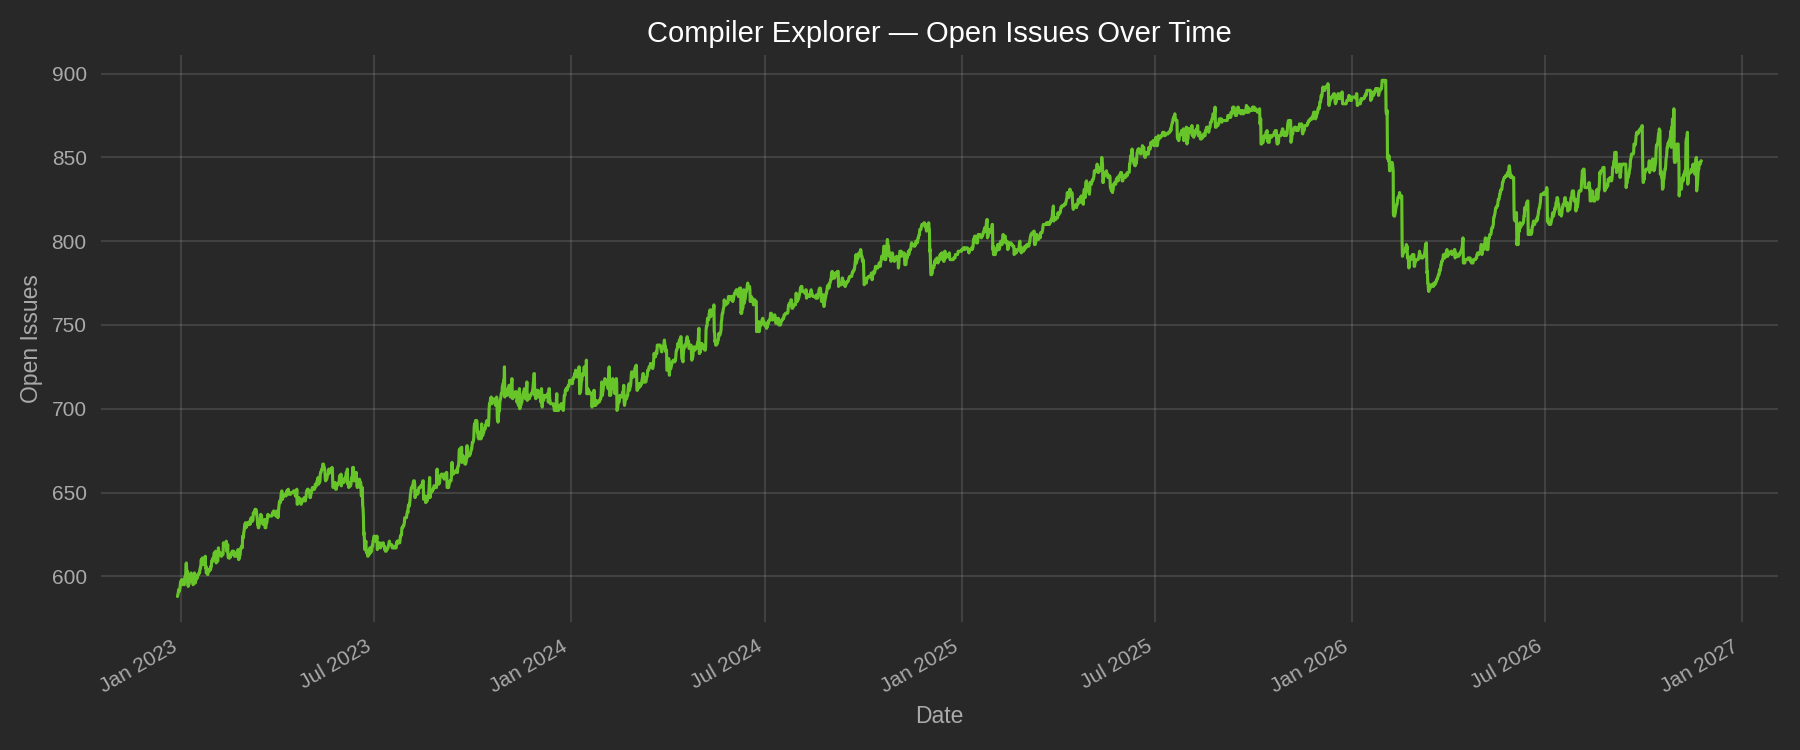 Compiler Explorer — Open Issues Over Time
900
850
800
750
700
650
600
Open Issues
Jan 2023
Jul 2023
Jan 2024
Jul 2024
Jan 2025
Jul 2025
Jan 2026
Jul 2026
Jan 2027
Date